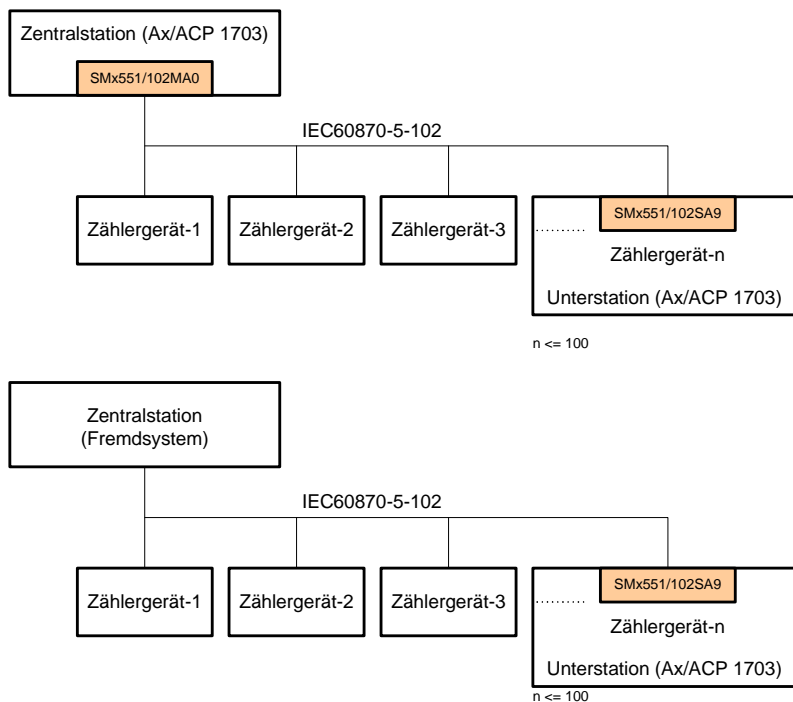 Zentralstation (Ax/ACP 1703)
SMx551/102MA0
IEC60870-5-102
Zählergerät-1
Zählergerät-2
Zählergerät-3
SMx551/102SA9
..........
Zählergerät-n
Unterstation (Ax/ACP 1703)
n <= 100
Zentralstation
(Fremdsystem)
IEC60870-5-102
Zählergerät-1
Zählergerät-2
Zählergerät-3
SMx551/102SA9
..........
Zählergerät-n
Unterstation (Ax/ACP 1703)
n <= 100